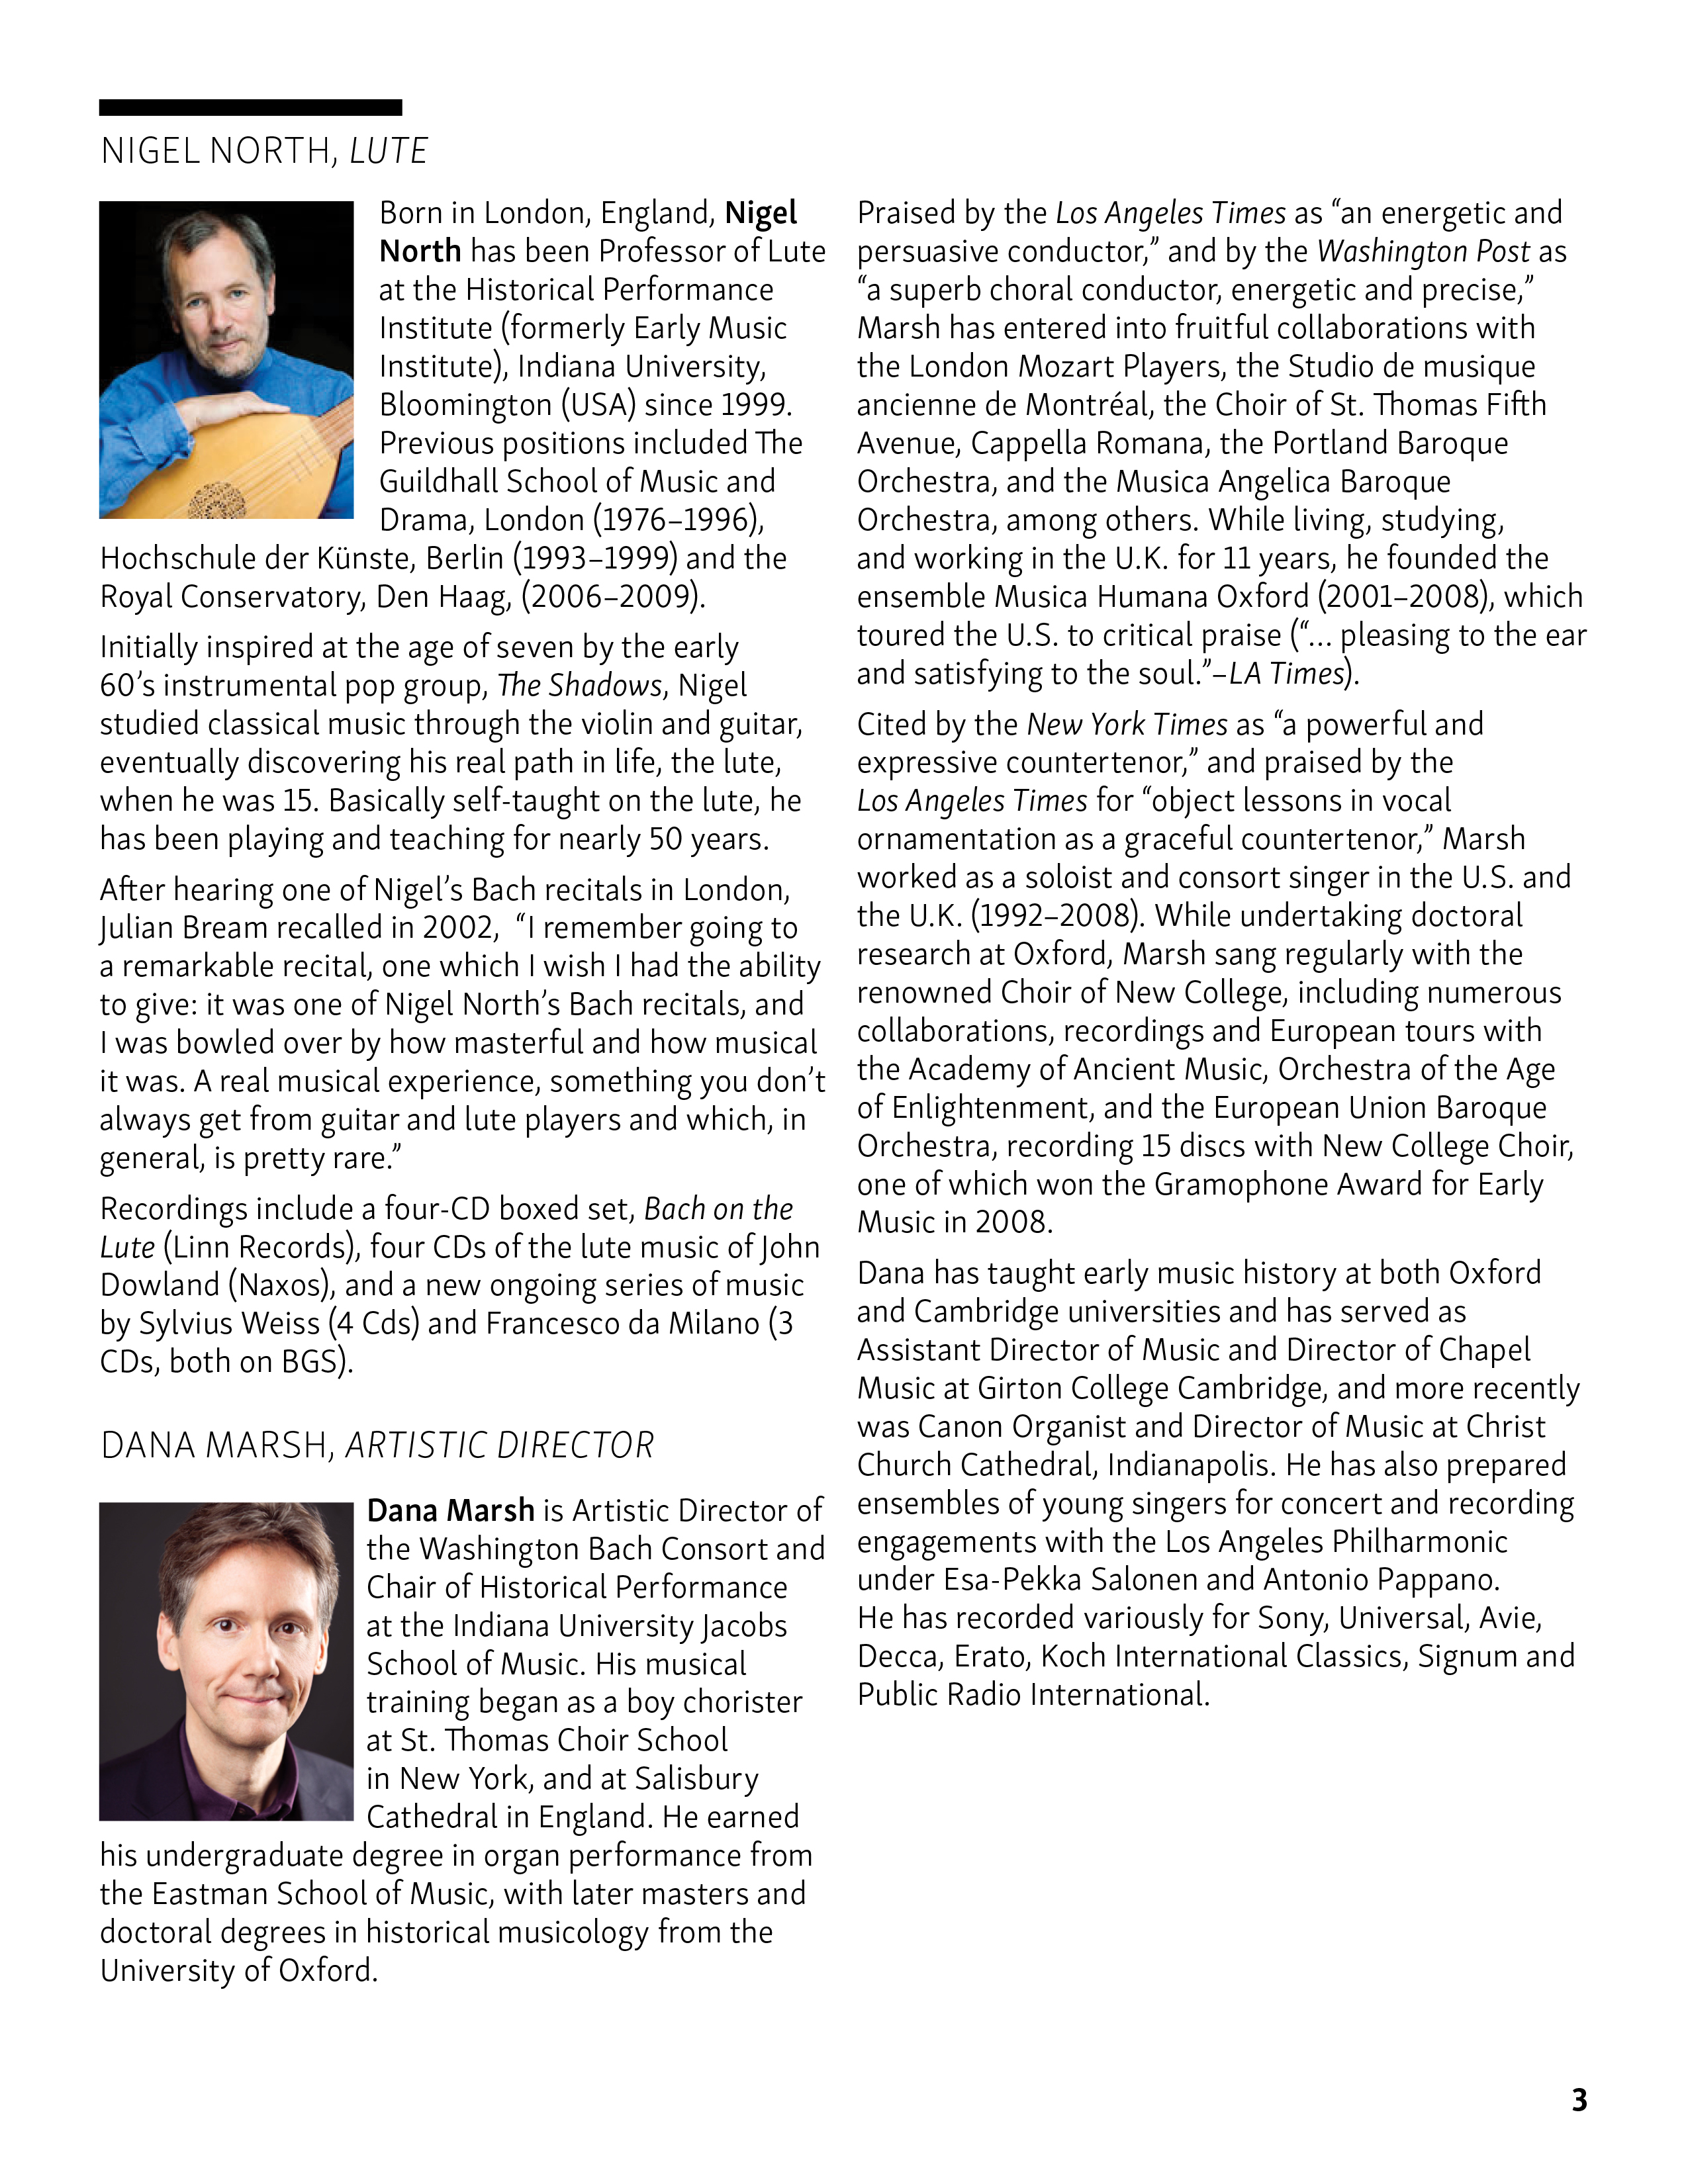 NIGEL NORTH, LUTE
Born in London, England, Nigel
North has been Professor of Lute
at the Historical Performance
Institute (formerly Early Music
Institute), Indiana University,
Bloomington (USA) since 1999.
Previous positions included The
Guildhall School of Music and
Drama, London (1976–1996),
Hochschule der Künste, Berlin (1993–1999) and the
Royal Conservatory, Den Haag, (2006–2009).
Initially inspired at the age of seven by the early
60’s instrumental pop group, The Shadows, Nigel
studied classical music through the violin and guitar,
eventually discovering his real path in life, the lute,
when he was 15. Basically self-taught on the lute, he
has been playing and teaching for nearly 50 years.
After hearing one of Nigel’s Bach recitals in London,
Julian Bream recalled in 2002, “I remember going to
a remarkable recital, one which I wish I had the ability
to give: it was one of Nigel North’s Bach recitals, and
I was bowled over by how masterful and how musical
it was. A real musical experience, something you don’t
always get from guitar and lute players and which, in
general, is pretty rare.”
Recordings include a four-CD boxed set, Bach on the
Lute (Linn Records), four CDs of the lute music of John
Dowland (Naxos), and a new ongoing series of music
by Sylvius Weiss (4 Cds) and Francesco da Milano (3
CDs, both on BGS).
DANA MARSH, ARTISTIC DIRECTOR
Dana Marsh is Artistic Director of
the Washington Bach Consort and
Chair of Historical Performance
at the Indiana University Jacobs
School of Music. His musical
training began as a boy chorister
at St. Thomas Choir School
in New York, and at Salisbury
Cathedral in England. He earned
his undergraduate degree in organ performance from
the Eastman School of Music, with later masters and
doctoral degrees in historical musicology from the
University of Oxford.
Praised by the Los Angeles Times as “an energetic and
persuasive conductor,” and by the Washington Post as
“a superb choral conductor, energetic and precise,”
Marsh has entered into fruitful collaborations with
the London Mozart Players, the Studio de musique
ancienne de Montréal, the Choir of St. Thomas Fifth
Avenue, Cappella Romana, the Portland Baroque
Orchestra, and the Musica Angelica Baroque
Orchestra, among others. While living, studying,
and working in the U.K. for 11 years, he founded the
ensemble Musica Humana Oxford (2001–2008), which
toured the U.S. to critical praise (“... pleasing to the ear
and satisfying to the soul.”–LA Times).
Cited by the New York Times as “a powerful and
expressive countertenor,” and praised by the
Los Angeles Times for “object lessons in vocal
ornamentation as a graceful countertenor,” Marsh
worked as a soloist and consort singer in the U.S. and
the U.K. (1992–2008). While undertaking doctoral
research at Oxford, Marsh sang regularly with the
renowned Choir of New College, including numerous
collaborations, recordings and European tours with
the Academy of Ancient Music, Orchestra of the Age
of Enlightenment, and the European Union Baroque
Orchestra, recording 15 discs with New College Choir,
one of which won the Gramophone Award for Early
Music in 2008.
Dana has taught early music history at both Oxford
and Cambridge universities and has served as
Assistant Director of Music and Director of Chapel
Music at Girton College Cambridge, and more recently
was Canon Organist and Director of Music at Christ
Church Cathedral, Indianapolis. He has also prepared
ensembles of young singers for concert and recording
engagements with the Los Angeles Philharmonic
under Esa-Pekka Salonen and Antonio Pappano.
He has recorded variously for Sony, Universal, Avie,
Decca, Erato, Koch International Classics, Signum and
Public Radio International.
3